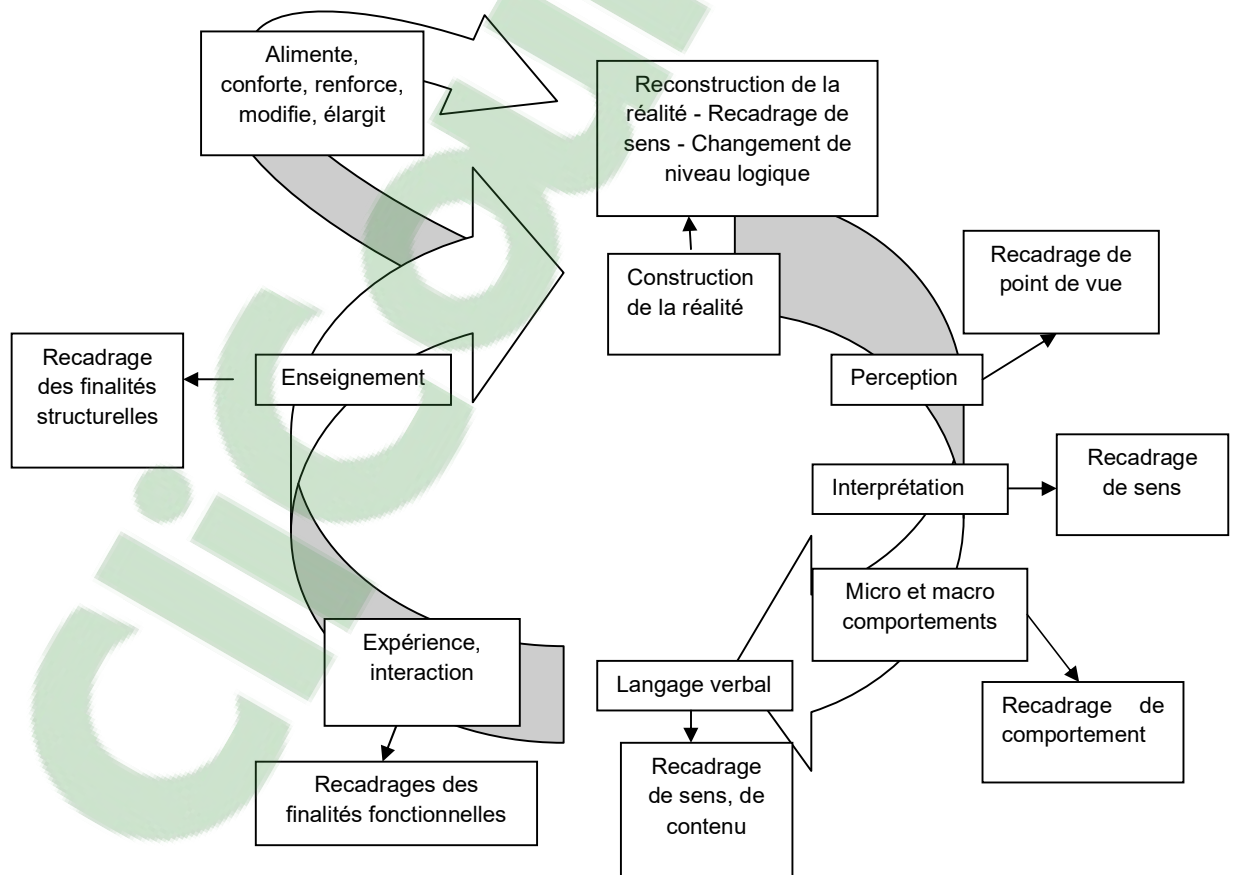 Alimente,
conforte, renforce,
modifie, élargit
Reconstruction de la
réalité - Recadrage de
sens - Changement de
niveau logique
Construction
de la réalité
Recadrage de
point de vue
Recadrage
des finalités
structurelles
Enseignement
Perception
Interprétation
Recadrage
de sens
Micro et macro
comportements
Expérience,
interaction
Langage verbal
Recadrage de
comportement
Recadrages des
finalités fonctionnelles
Recadrage
de sens, de
contenu